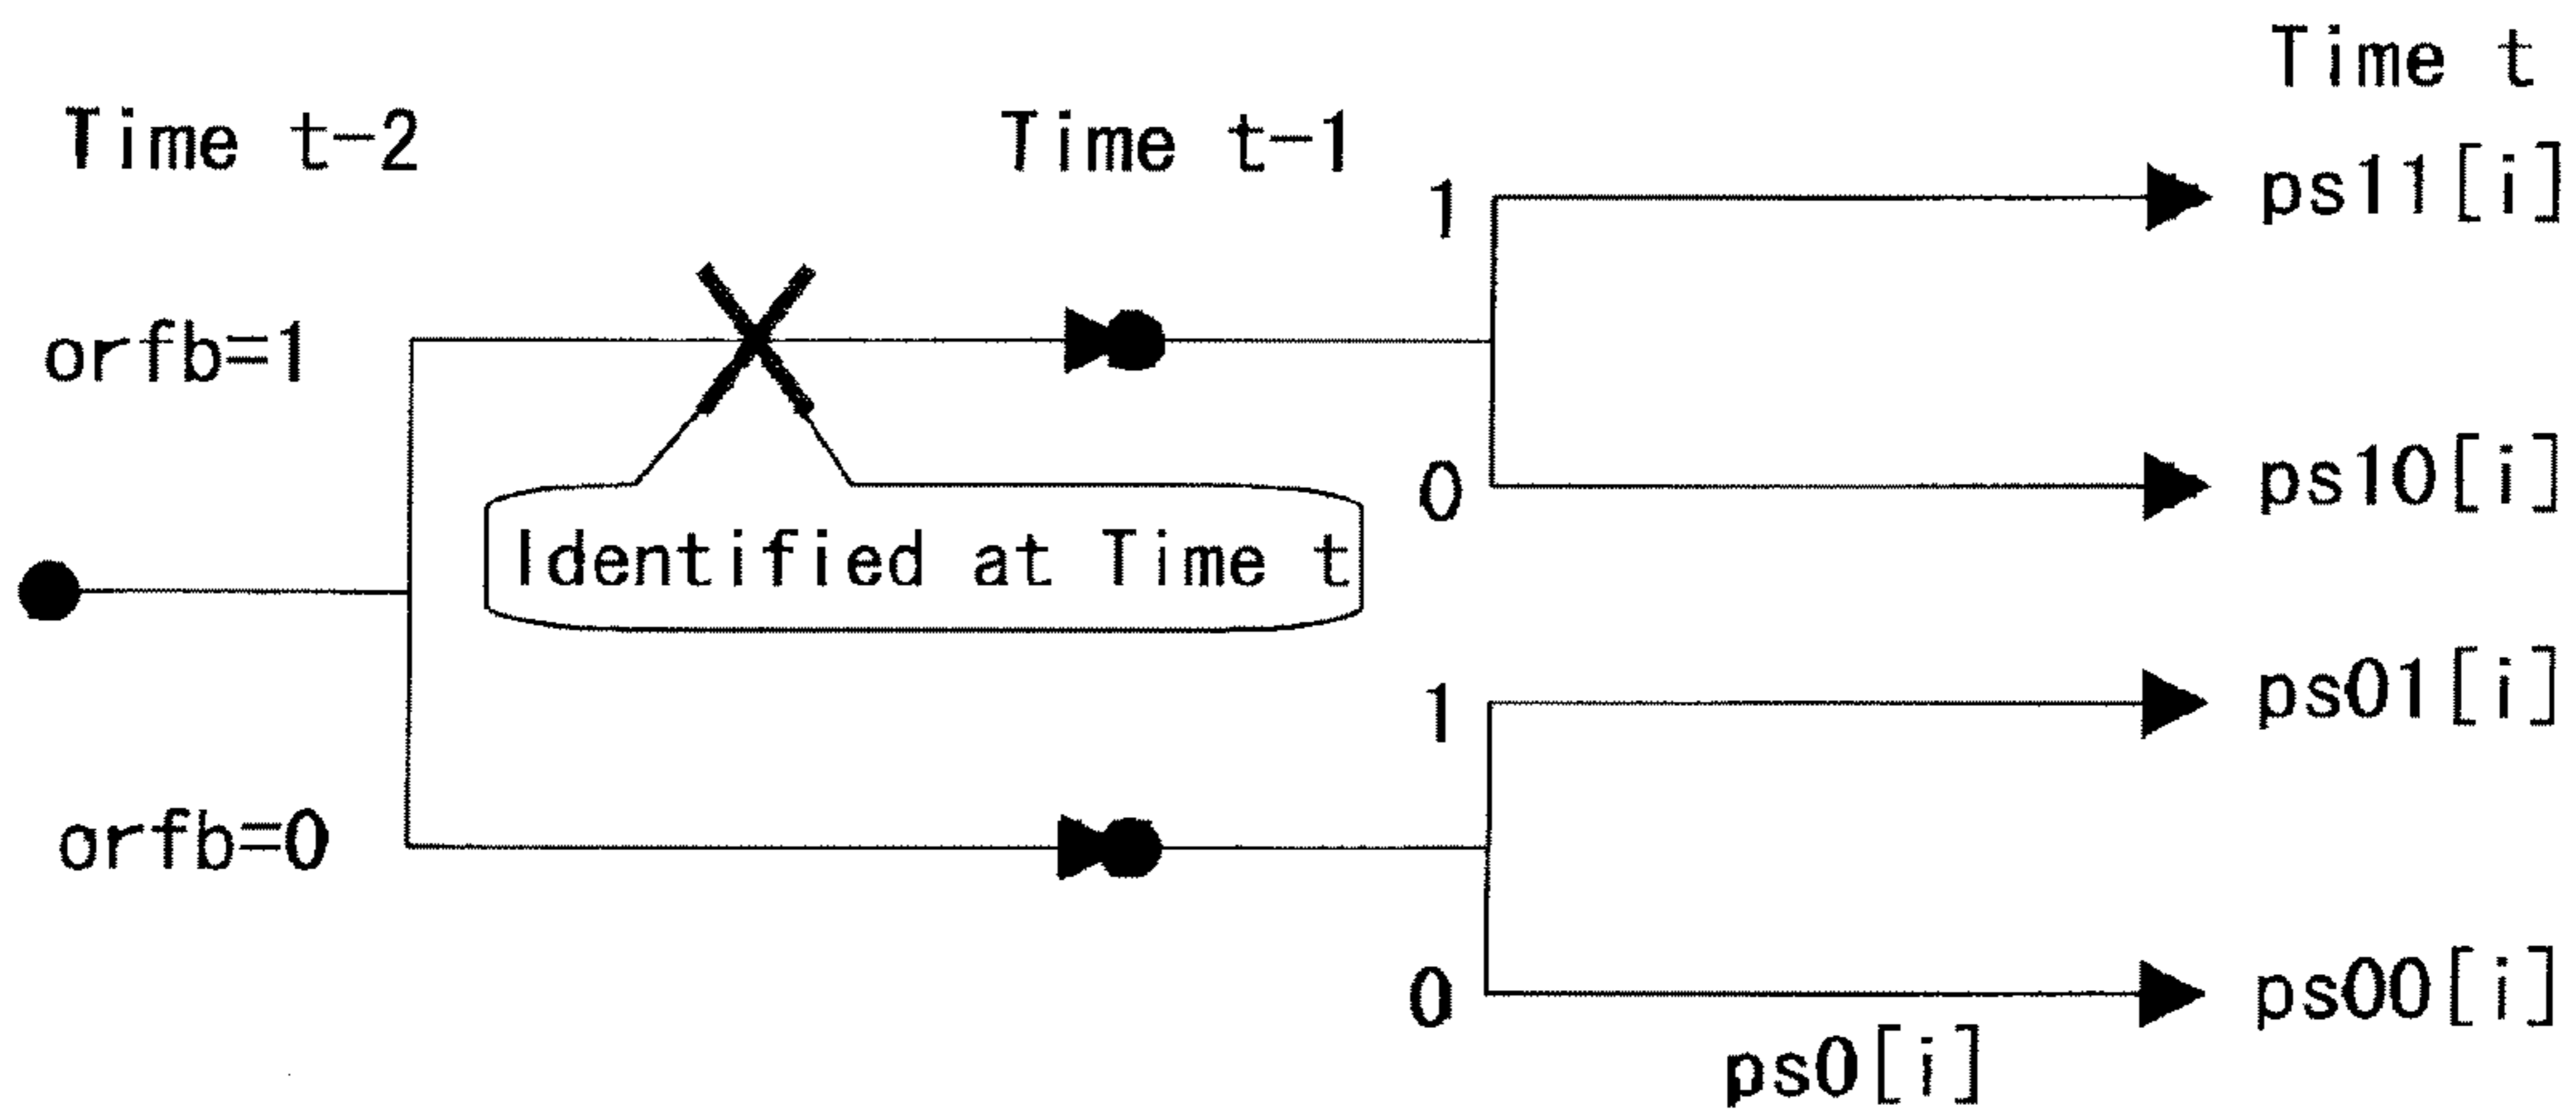 Time t
Time t-2
Time t-1
1
ps11[i]
orfb=1
0
ps10[i]
Identified at Time t
1
ps01[i]
orfb=0
0
ps00[i]
ps0[i]